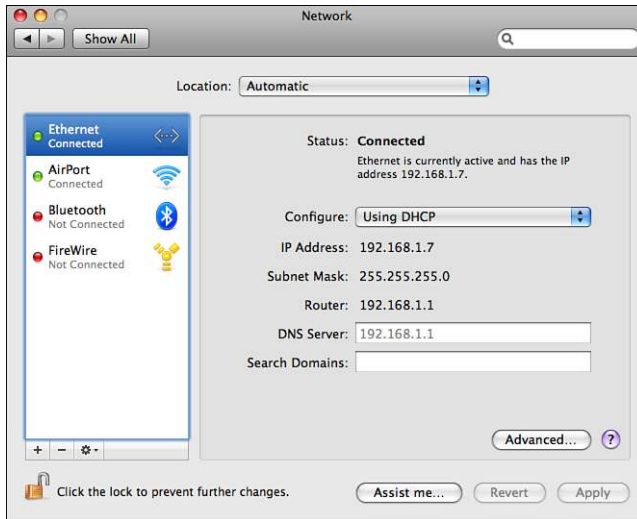 Network
Show All
Location: Automatic
Ethernet
Connected
AirPort
Connected
Bluetooth
Not Connected
FireWire
Not Connected
Status: Connected
Ethernet is currently active and has the IP
address 192.168.1.7.
Configure: Using DHCP
IP Address: 192.168.1.7
Subnet Mask: 255.255.255.0
Router: 192.168.1.1
DNS Server: 192.168.1.1
Search Domains:
Advanced... ?
Click the lock to prevent further changes.
Assist me... Revert Apply